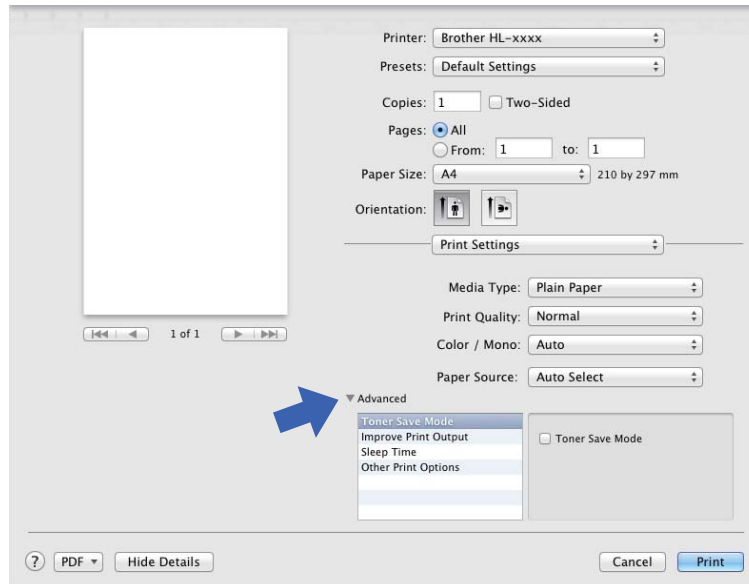 Printer: Brother HL-xxxx
Presets: Default Settings
Copies: 1 Two-Sided
Pages: All
From: 1 to: 1
Paper Size: A4 210 by 297 mm
Orientation:
Print Settings
Media Type: Plain Paper
Print Quality: Normal
1 of 1
Color / Mono: Auto
Paper Source: Auto Select
Advanced
Toner Save Mode
Improve Print Output
Toner Save Mode
Sleep Time
Other Print Options
? PDF Hide Details Cancel Print